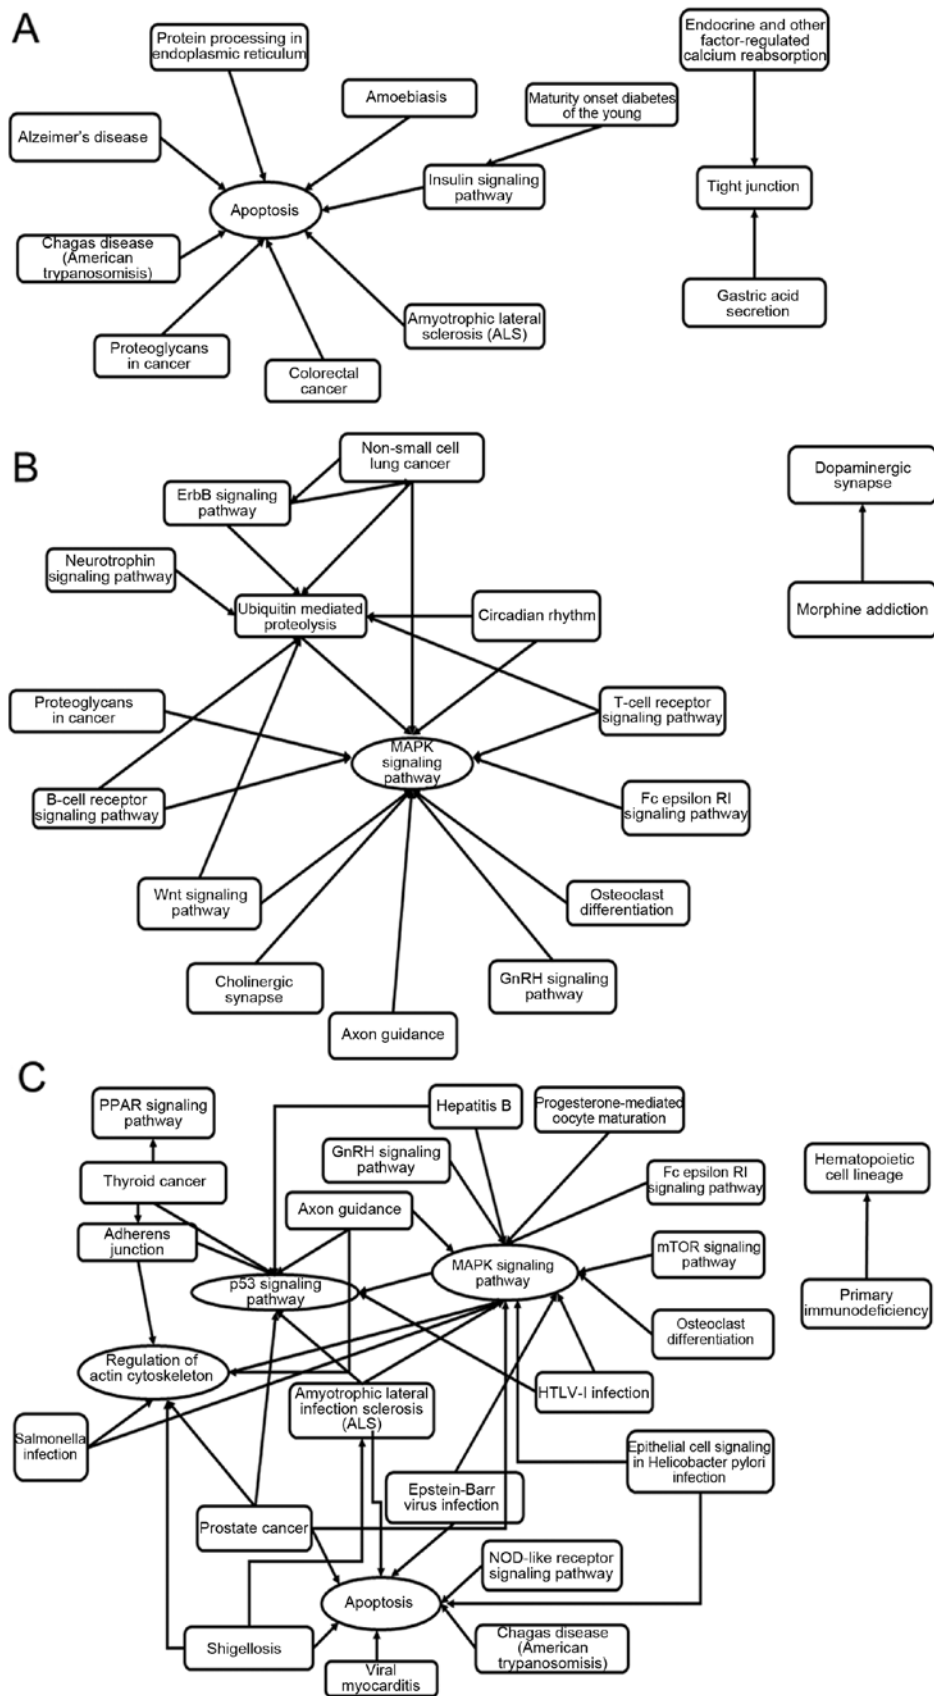 A
Protein processing in
endoplasmic reticulum
Endocrine and other
factor-regulated
calcium reabsorption
Amoebiasis
Maturity onset diabetes
of the young
Alzeimer's disease
Insulin signaling
pathway
Tight junction
Apoptosis
Chagas disease
(American
trypanosomisis)
Gastric acid
secretion
Amyotrophic lateral
sclerosis (ALS)
Proteoglycans
in cancer
Colorectal
cancer
B
Non-small cell
lung cancer
Dopaminergic
synapse
ErbB signaling
pathway
Neurotrophin
signaling pathway
Ubiquitin mediated
proteolysis
Circadian rhythm
Morphine addiction
Proteoglycans
in cancer
T-cell receptor
signaling pathway
MAPK
signaling
pathway
B-cell receptor
signaling pathway
Fc epsilon RI
signaling pathway
Wnt signaling
pathway
Osteoclast
differentiation
Cholinergic
synapse
GnRH signaling
pathway
Axon guidance
C
PPAR signaling
pathway
Hepatitis B
Progesterone-mediated
oocyte maturation
GnRH signaling
pathway
Thyroid cancer
Fc epsilon RI
signaling pathway
Hematopoietic
cell lineage
Axon guidance
Adherens
junction
mTOR signaling
pathway
MAPK signaling
pathway
p53 signaling
pathway
Primary
immunodeficiency
Osteoclast
differentiation
Regulation of
actin cytoskeleton
Amyotrophic lateral
infection sclerosis
(ALS)
HTLV-I infection
Salmonella
infection
Epithelial cell signaling
in Helicobacter pylori
infection
Epstein-Barr
virus infection
Prostate cancer
NOD-like receptor
signaling pathway
Apoptosis
Chagas disease
(American
trypanosomisis)
Shigellosis
Viral
myocarditis